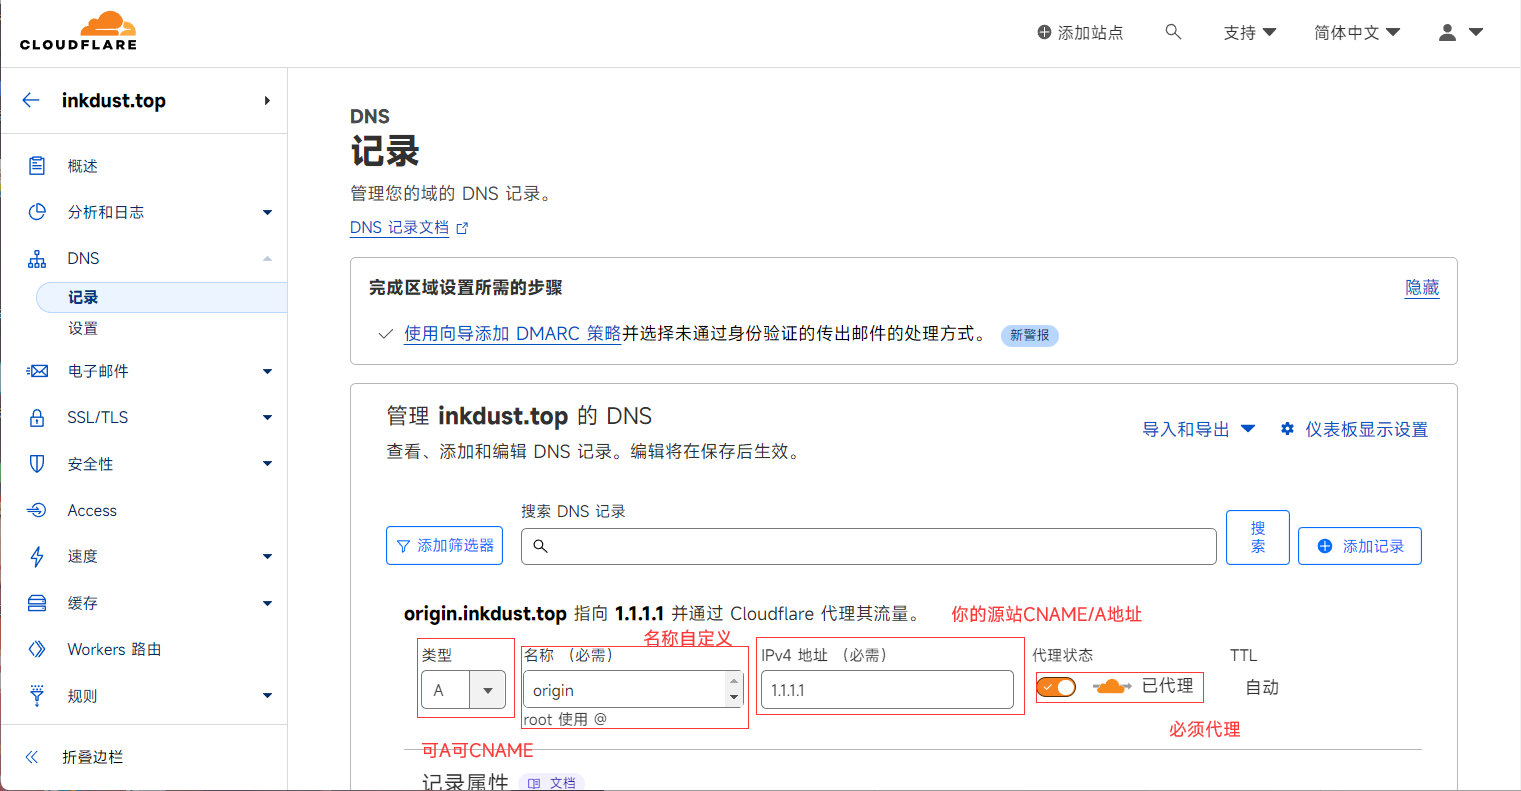 CLOUDFLARE
添加站点
支持
简体中文
inkdust.top
概述
分析和日志
DNS
记录
设置
电子邮件
SSL/TLS
安全性
Access
速度
缓存
Workers 路由
规则
折叠边栏
DNS
记录
管理您的域的 DNS 记录。
DNS 记录文档
完成区域设置所需的步骤
隐藏
使用向导添加 DMARC 策略并选择未通过身份验证的传出邮件的处理方式。 新警报
管理 inkdust.top 的 DNS
查看、添加和编辑 DNS 记录。编辑将在保存后生效。
导入和导出
仪表板显示设置
搜索 DNS 记录
添加筛选器
搜
索
添加记录
origin.inkdust.top 指向 1.1.1.1 并通过 Cloudflare 代理其流量。
你的源站CNAME/A地址
名称自定义
类型
名称 (必需)
IPv4 地址 (必需)
代理状态
TTL
A
origin
1.1.1.1
已代理
自动
root 使用 @
必须代理
可A可CNAME
记录属性
文档